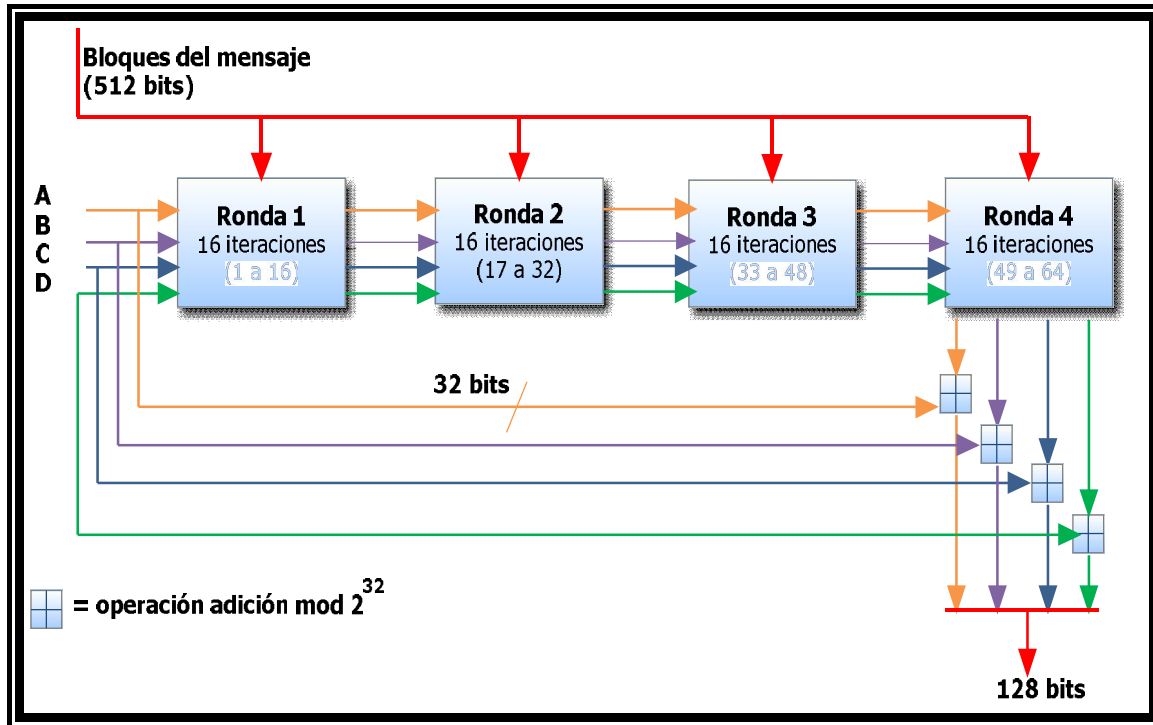 Bloques del mensaje
(512 bits)
A
B
C
D
Ronda 1
16 iteraciones
(1 a 16)
Ronda 2
16 iteraciones
(17 a 32)
Ronda 3
16 iteraciones
(33 a 48)
Ronda 4
16 iteraciones
(49 a 64)
32 bits
= operación adición mod 2^32
128 bits